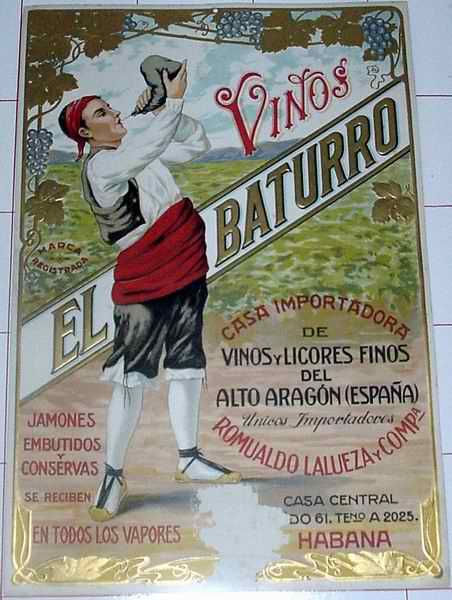 VINOS
EL BATURRO
MARCA
REGISTRADA
CASA IMPORTADORA
DE
VINOS Y LICORES FINOS
DEL
ALTO ARAGÓN (ESPAÑA)
Unicos Importadores
ROMUALDO LALUEZA Y COMPª
JAMONES
EMBUTIDOS
Y
CONSERVAS
SE RECIBEN
EN TODOS LOS VAPORES
CASA CENTRAL
DO 61. TENO A 2025.
HABANA